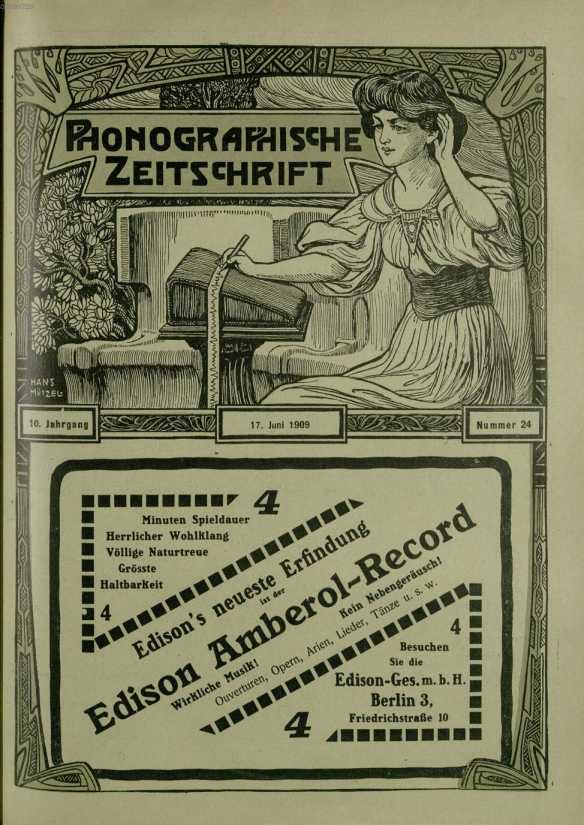 PHONOGRAPHISCHE
ZEITSCHRIFT
HANS
10. Jahrgang
17. Juni 1909
Nummer 24
4
Minuten Spieldauer
Herrlicher Wohlklang
Völlige Naturtreue
Grösste
Haltbarkeit
4
Edison's neueste Erfindung
ist der
Edison Amberol-Record
Wirkliche Musik! Kein Nebengeräusch!
Ouverturen, Opern, Arien, Lieder, Tänze u. s. w.
4
Besuchen
Sie die
Edison-Ges. m. b. H.
Berlin 3,
Friedrichstraße 10
4